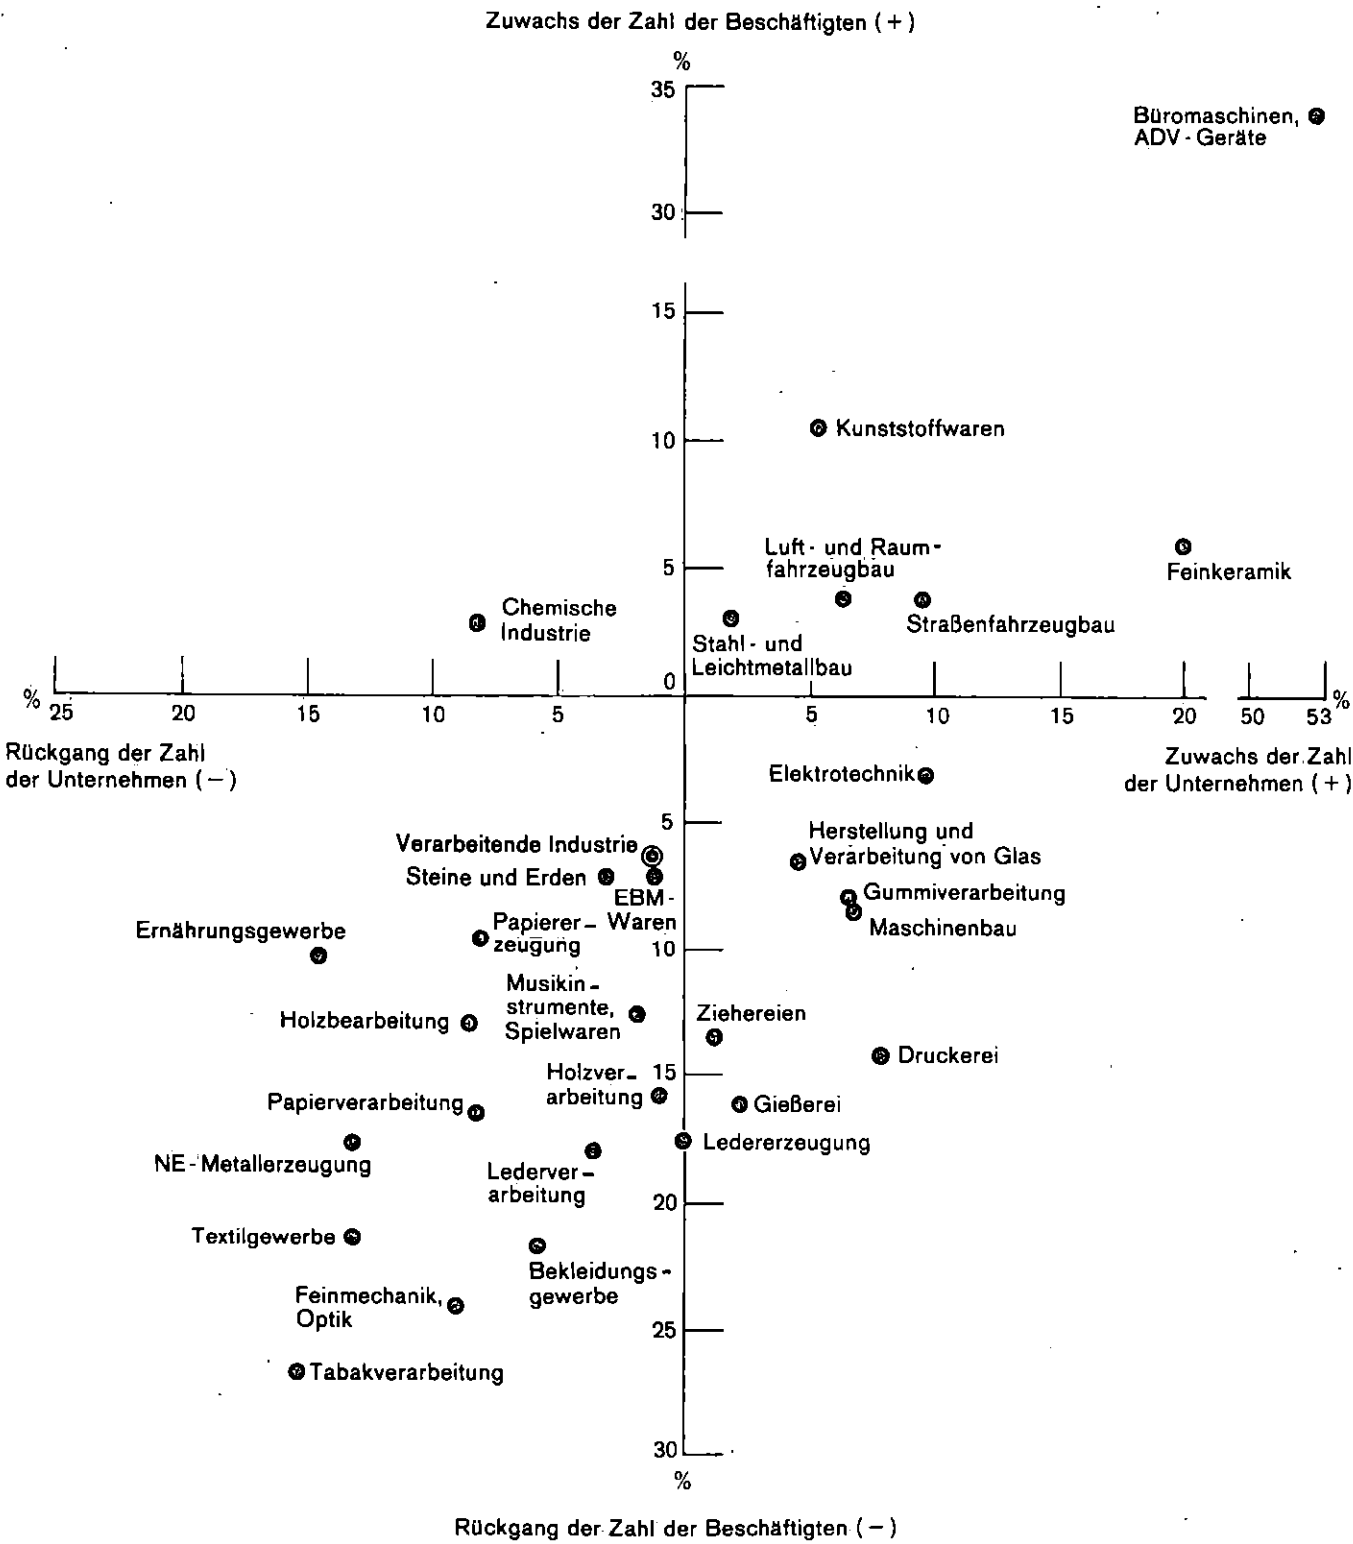 Zuwachs der Zahl der Beschäftigten (+)
%
35
Büromaschinen,
ADV - Geräte
30
15
10
Kunststoffwaren
Luft - und Raum -
fahrzeugbau
5
Feinkeramik
Chemische
Industrie
Straßenfahrzeugbau
Stahl - und
Leichtmetallbau
0
% 25 20 15 10 5 5 10 15 20 50 53 %
Rückgang der Zahl
der Unternehmen (−)
Zuwachs der Zahl
der Unternehmen (+)
Elektrotechnik
5
Herstellung und
Verarbeitung von Glas
Verarbeitende Industrie
Steine und Erden
EBM -
Waren
Gummiverarbeitung
Maschinenbau
Papierer –
zeugung
Ernährungsgewerbe
10
Musikin –
strumente,
Spielwaren
Holzbearbeitung
Ziehereien
Druckerei
15
Holzver –
arbeitung
Papierverarbeitung
Gießerei
Ledererzeugung
NE - Metallerzeugung
Lederver –
arbeitung
20
Textilgewerbe
Bekleidungs -
gewerbe
Feinmechanik,
Optik
25
Tabakverarbeitung
30
%
Rückgang der Zahl der Beschäftigten (−)